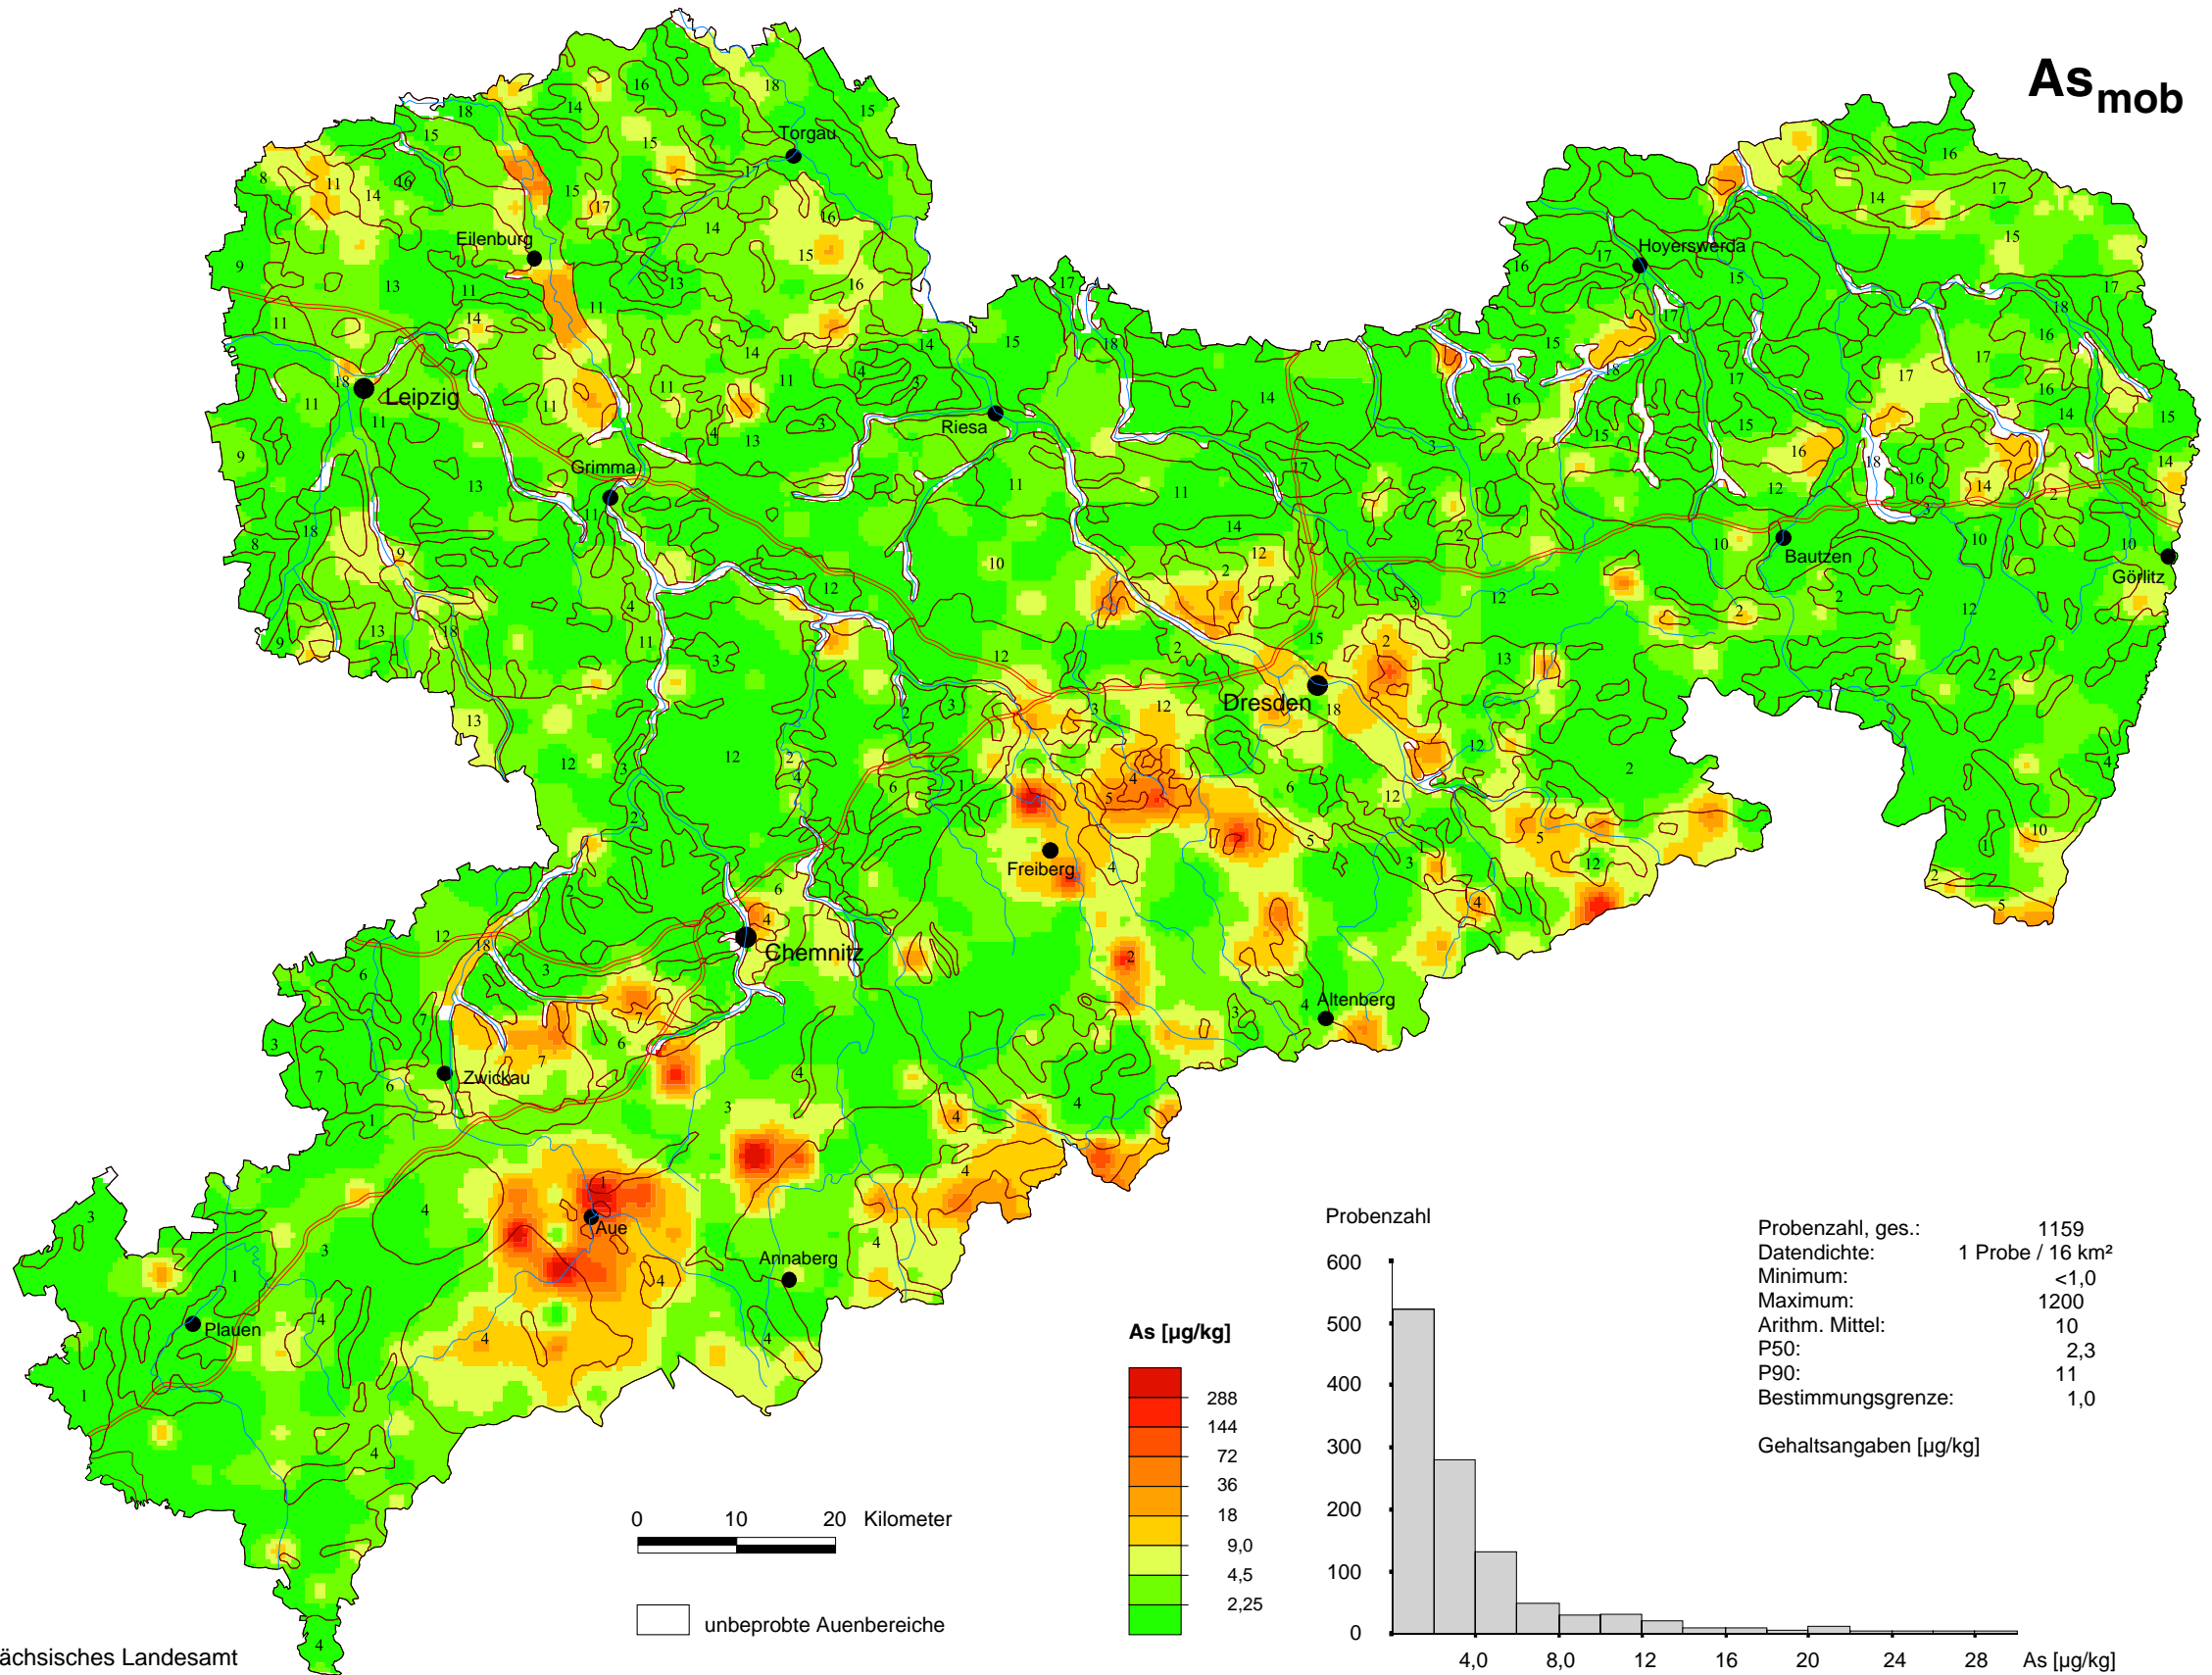 As mob
Torgau
Eilenburg
Hoyerswerda
Leipzig
Riesa
Grimma
Bautzen
Görlitz
Dresden
Freiberg
Chemnitz
Altenberg
Zwickau
Aue
Annaberg
Plauen
Probenzahl
600
500
400
300
200
100
0
4,0 8,0 12 16 20 24 28 As [µg/kg]
Probenzahl, ges.: 1159
Datendichte: 1 Probe / 16 km²
Minimum: <1,0
Maximum: 1200
Arithm. Mittel: 10
P50: 2,3
P90: 11
Bestimmungsgrenze: 1,0
Gehaltsangaben [µg/kg]
As [µg/kg]
288
144
72
36
18
9,0
4,5
2,25
0 10 20 Kilometer
unbeprobte Auenbereiche
ächsisches Landesamt